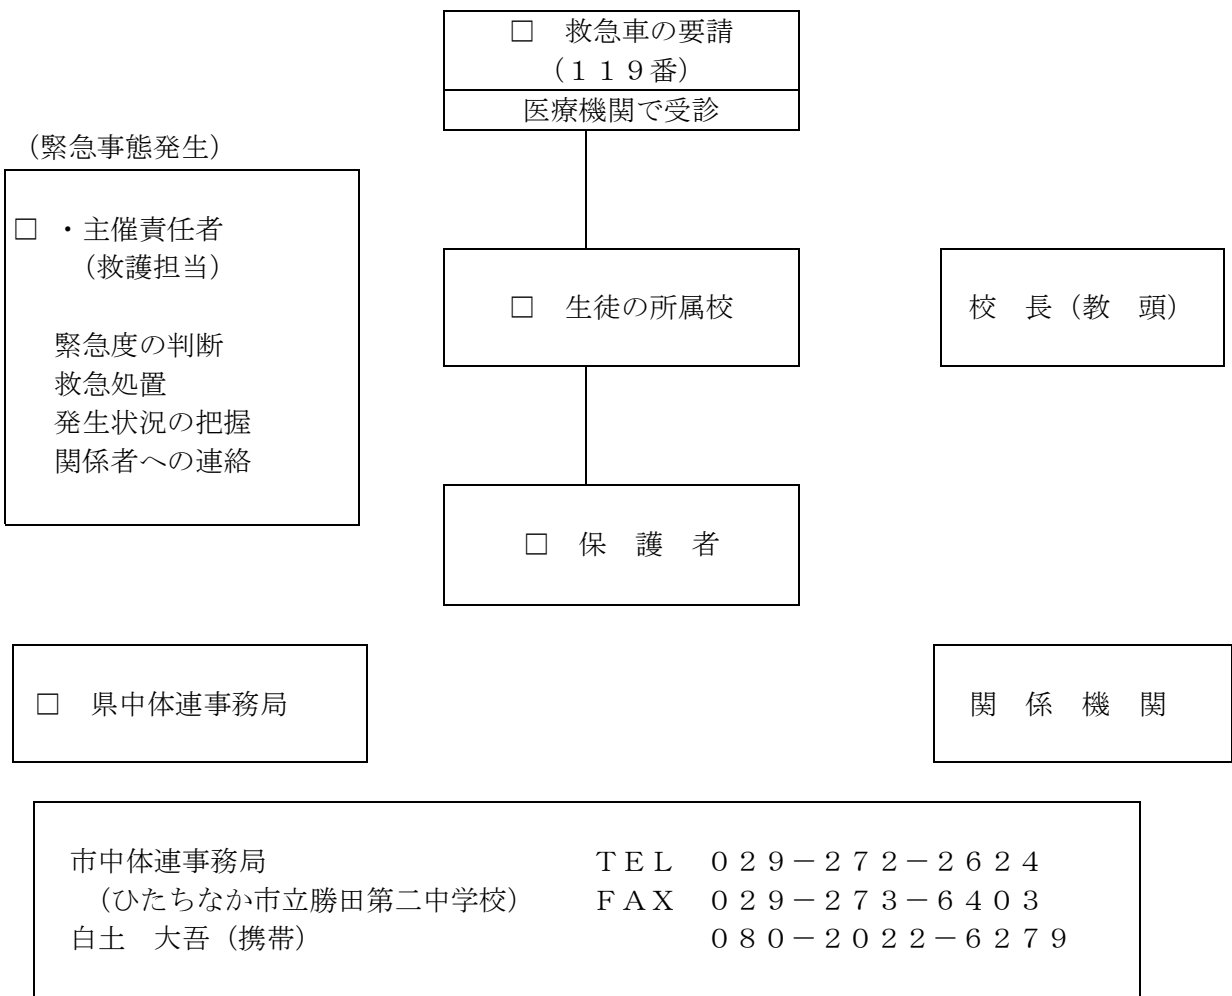 □ 救急車の要請
(119番)
医療機関で受診
(緊急事態発生)
□ ・主催責任者
(救護担当)
緊急度の判断
救急処置
発生状況の把握
関係者への連絡
□ 生徒の所属校
校 長(教 頭)
□ 保 護 者
□ 県中体連事務局
関 係 機 関
市中体連事務局 TEL 029-272-2624
(ひたちなか市立勝田第二中学校) FAX 029-273-6403
白土 大吾(携帯) 080-2022-6279